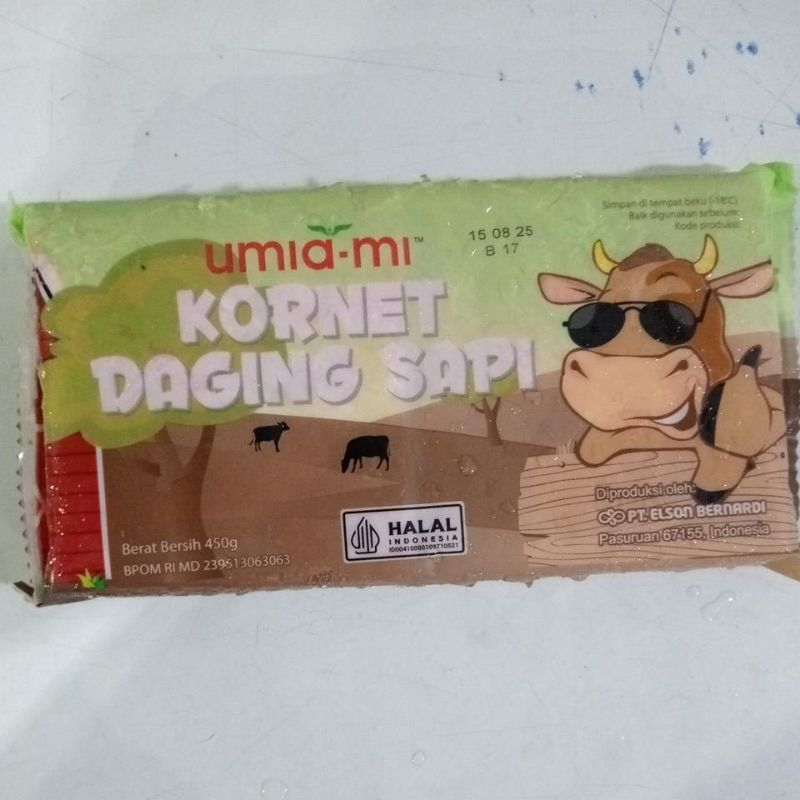 umia-mi™
KORNET
DAGING SAPI
15 08 25
B 17
Simpan di tempat beku (-18°C)
Baik digunakan sebelum:
Kode produksi:
Berat Bersih 450g
BPOM RI MD 239513063063
HALAL
INDONESIA
ID00410000109710521
Diproduksi oleh:
PT. ELSON BERNARDI
Pasuruan 67155, Indonesia